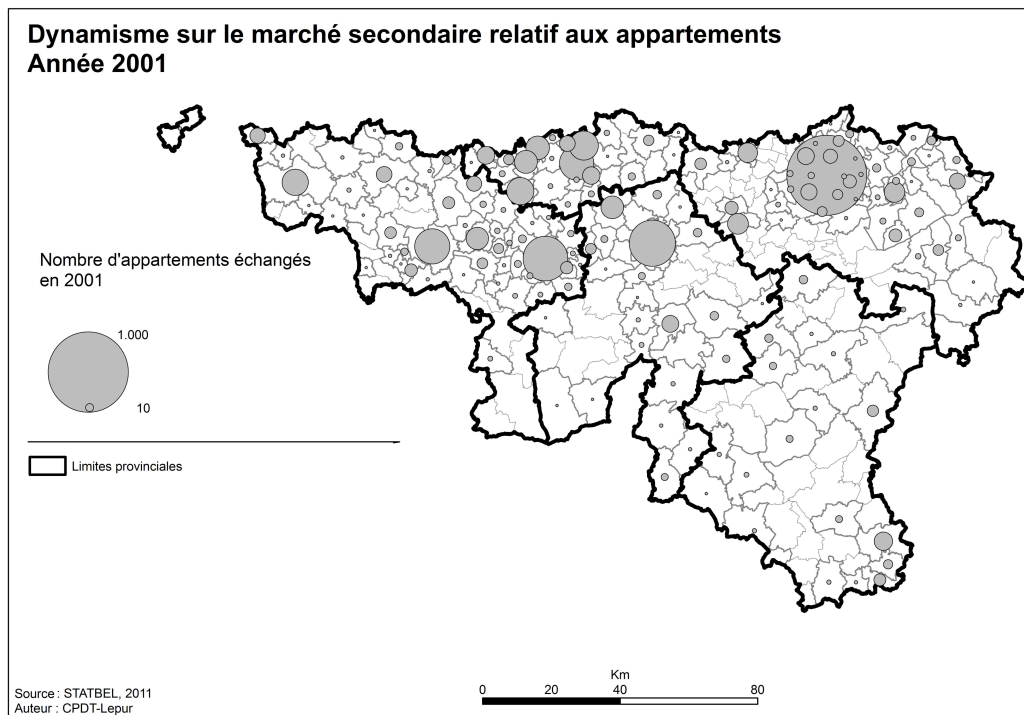 Dynamisme sur le marché secondaire relatif aux appartements
Année 2001
Nombre d'appartements échangés
en 2001
1.000
10
Limites provinciales
Source : STATBEL, 2011
Auteur : CPDT-Lepur
Km
0 20 40 80